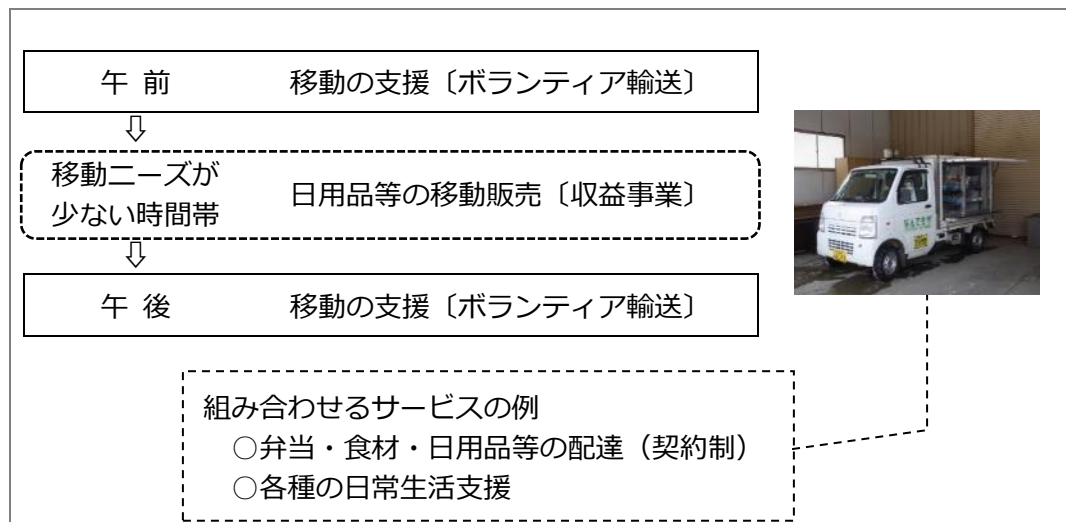 午 前 移動の支援〔ボランティア輸送〕
⇩
移動ニーズが
少ない時間帯
日用品等の移動販売〔収益事業〕
⇩
午 後 移動の支援〔ボランティア輸送〕
組み合わせるサービスの例
○弁当・食材・日用品等の配達（契約制）
○各種の日常生活支援